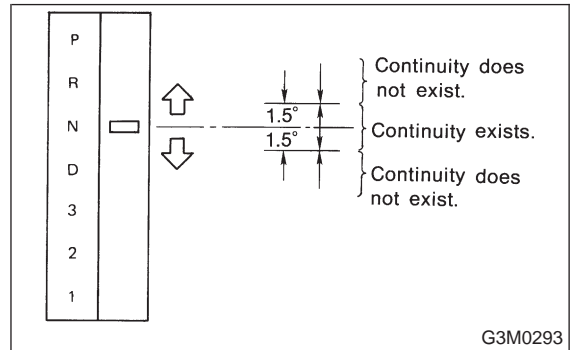 P
R
N
D
3
2
1
1.5°
1.5°
Continuity does
not exist.
Continuity exists.
Continuity does
not exist.
G3M0293